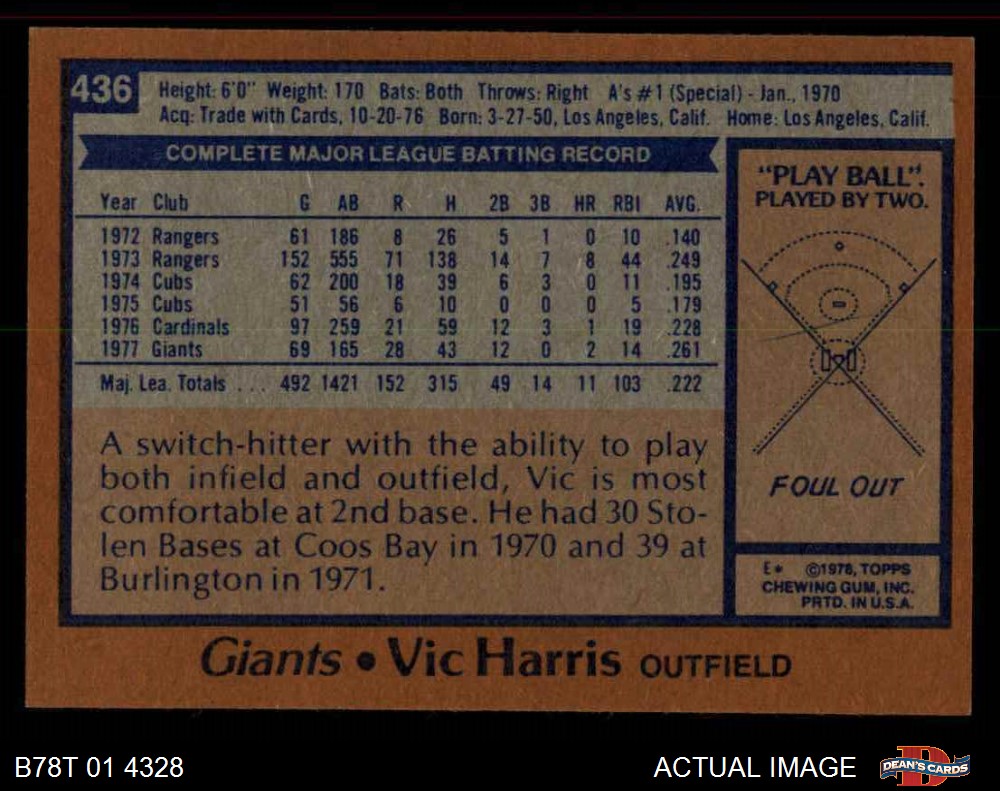 436
Height: 6'0" Weight: 170 Bats: Both Throws: Right A's #1 (Special) - Jan., 1970
Acq: Trade with Cards, 10-20-76 Born: 3-27-50, Los Angeles, Calif. Home: Los Angeles, Calif.
COMPLETE MAJOR LEAGUE BATTING RECORD
Year Club G AB R H 2B 3B HR RBI AVG.
1972 Rangers 61 186 8 26 5 1 0 10 .140
1973 Rangers 152 555 71 138 14 7 8 44 .249
1974 Cubs 62 200 18 39 6 3 0 11 .195
1975 Cubs 51 56 6 10 0 0 0 5 .179
1976 Cardinals 97 259 21 59 12 3 1 19 .228
1977 Giants 69 165 28 43 12 0 2 14 .261
Maj. Lea. Totals ... 492 1421 152 315 49 14 11 103 .222
A switch-hitter with the ability to play
both infield and outfield, Vic is most
comfortable at 2nd base. He had 30 Sto-
len Bases at Coos Bay in 1970 and 39 at
Burlington in 1971.
"PLAY BALL".
PLAYED BY TWO.
FOUL OUT
E* ©1978, TOPPS
CHEWING GUM, INC.
PRTD. IN U.S.A.
Giants • Vic Harris OUTFIELD
B78T 01 4328
ACTUAL IMAGE
D
DEAN'S CARDS